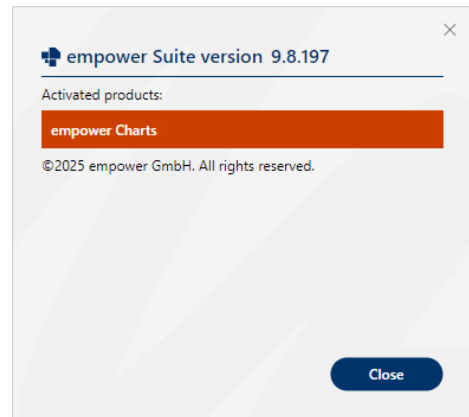 empower Suite version 9.8.197
Activated products:
empower Charts
©2025 empower GmbH. All rights reserved.
Close